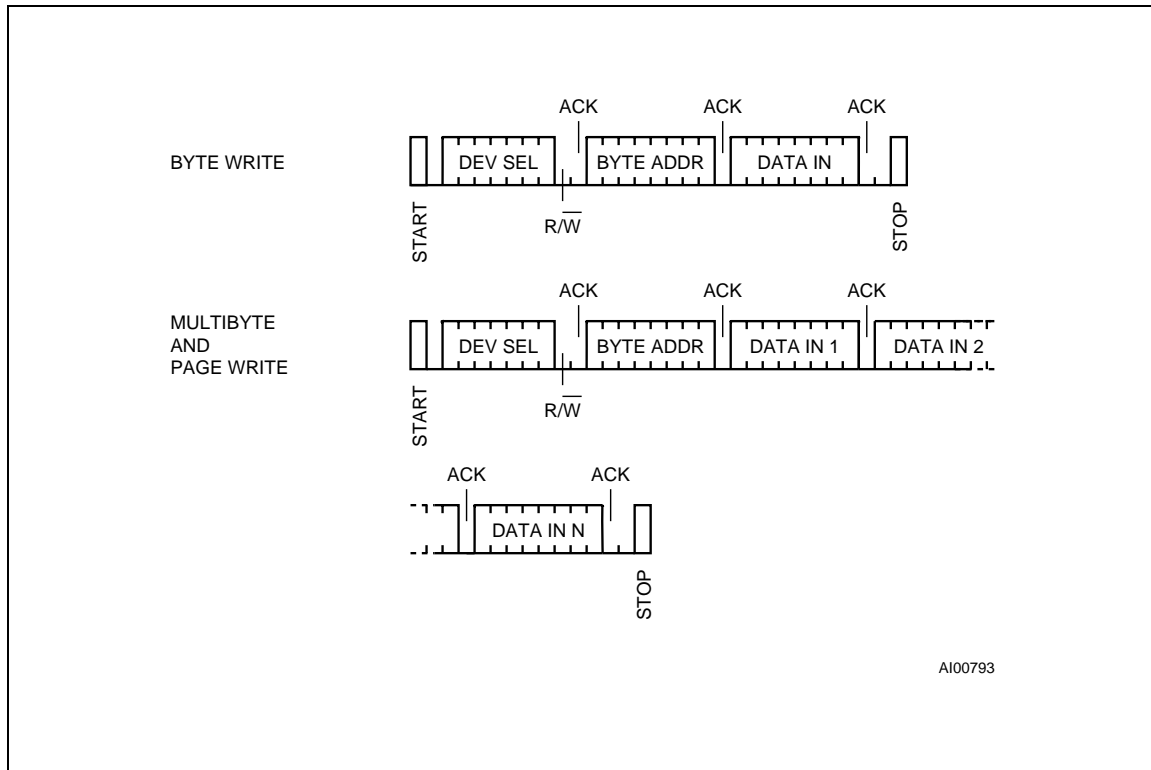 ACK ACK ACK
BYTE WRITE DEV SEL BYTE ADDR DATA IN
START R/W̅ STOP
ACK ACK ACK
MULTIBYTE
AND
PAGE WRITE
DEV SEL BYTE ADDR DATA IN 1 DATA IN 2
START R/W̅
ACK ACK
DATA IN N
STOP
AI00793